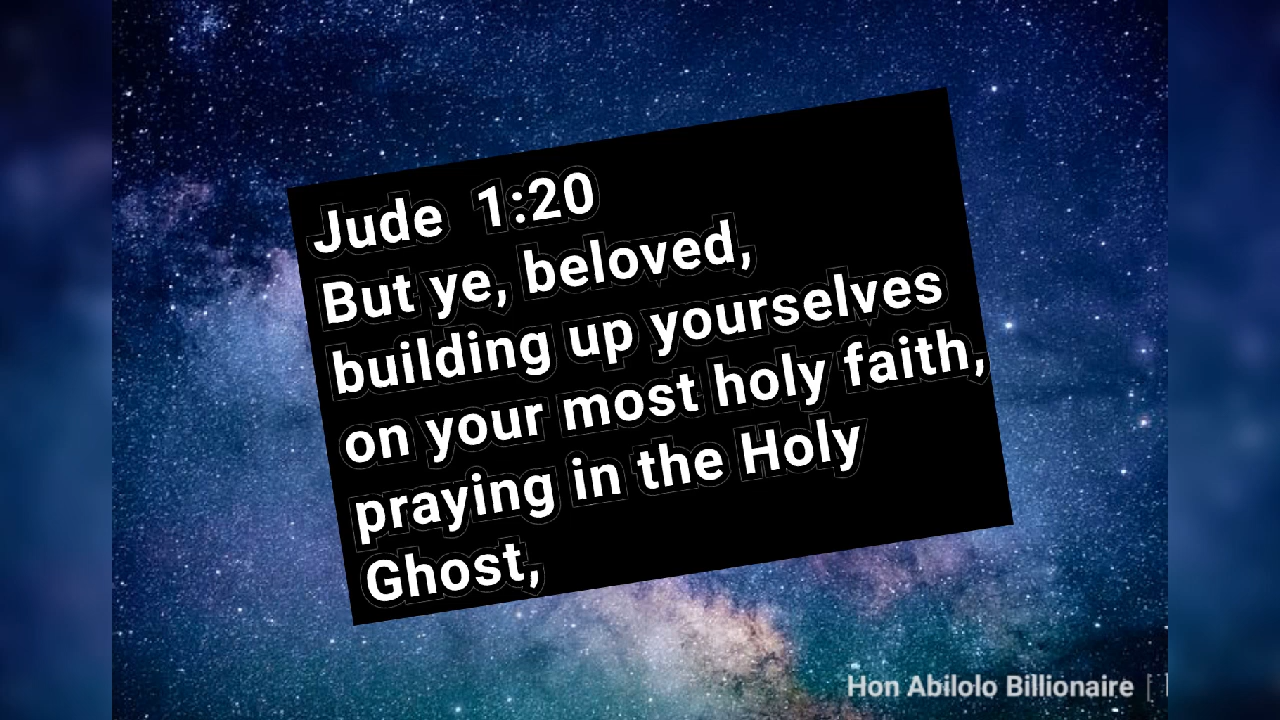 Jude 1:20
But ye, beloved,
building up yourselves
on your most holy faith,
praying in the Holy
Ghost,
Hon Abilolo Billionaire |